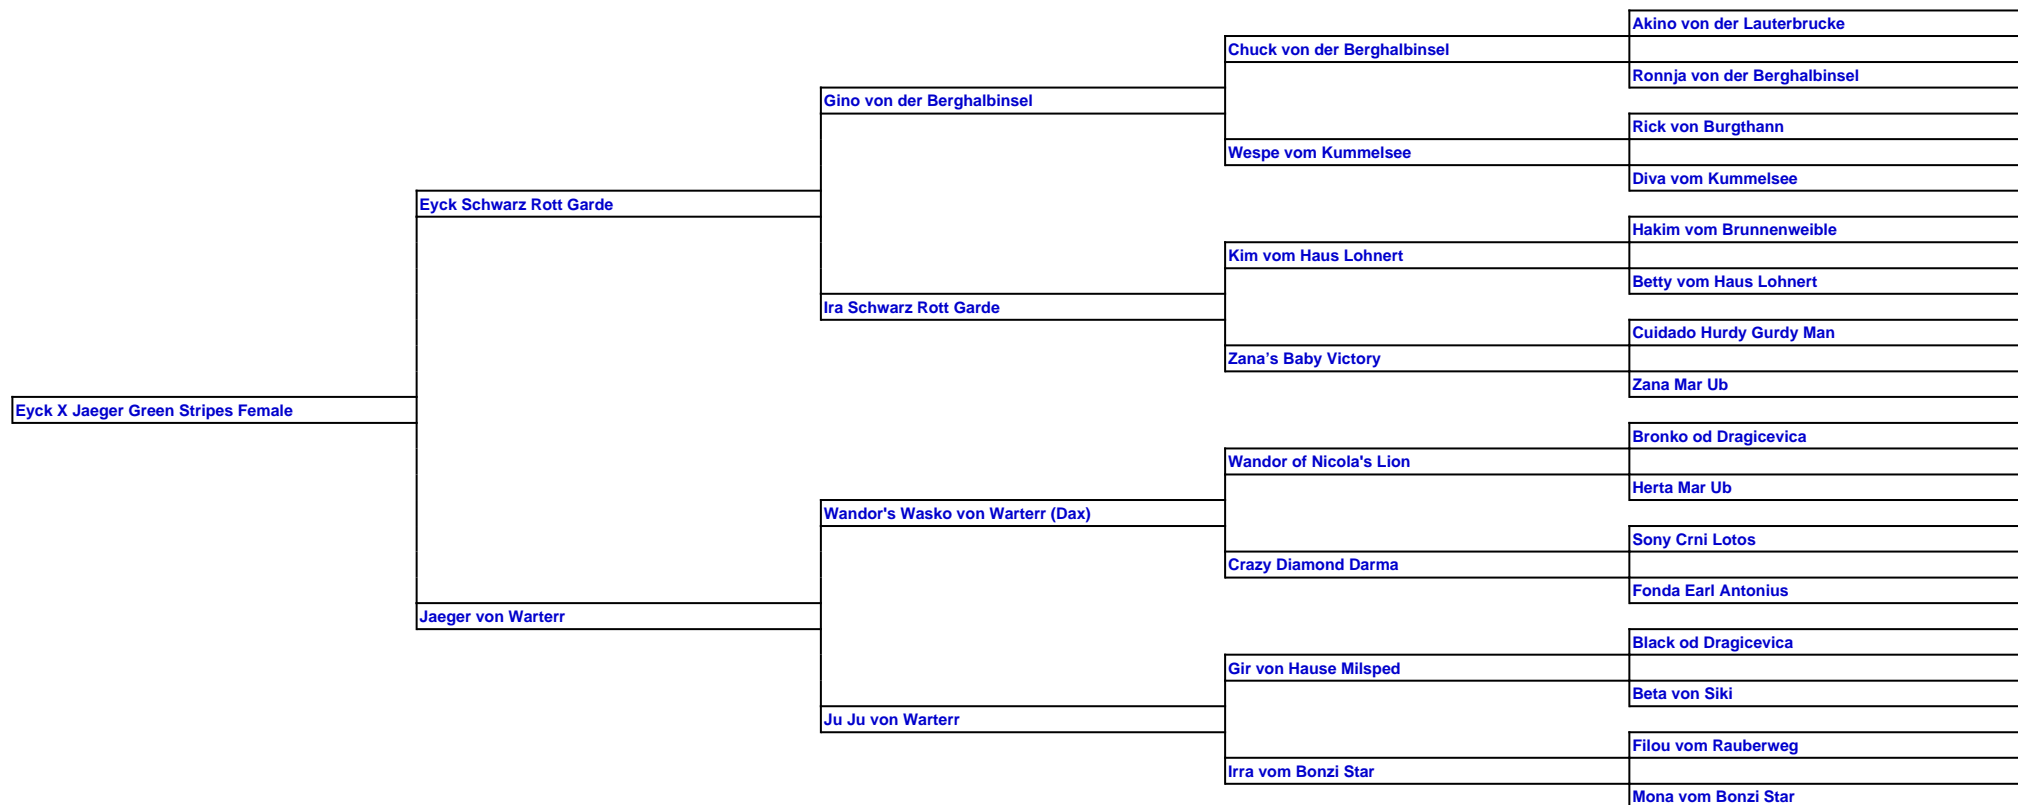 Akino von der Lauterbrucke
Chuck von der Berghalbinsel
Ronnja von der Berghalbinsel
Gino von der Berghalbinsel
Rick von Burgthann
Wespe vom Kummelsee
Diva vom Kummelsee
Eyck Schwarz Rott Garde
Hakim vom Brunnenweible
Kim vom Haus Lohnert
Betty vom Haus Lohnert
Ira Schwarz Rott Garde
Cuidado Hurdy Gurdy Man
Zana’s Baby Victory
Zana Mar Ub
Eyck X Jaeger Green Stripes Female
Bronko od Dragicevica
Wandor of Nicola's Lion
Herta Mar Ub
Wandor's Wasko von Warterr (Dax)
Sony Crni Lotos
Crazy Diamond Darma
Fonda Earl Antonius
Jaeger von Warterr
Black od Dragicevica
Gir von Hause Milsped
Beta von Siki
Ju Ju von Warterr
Filou vom Rauberweg
Irra vom Bonzi Star
Mona vom Bonzi Star